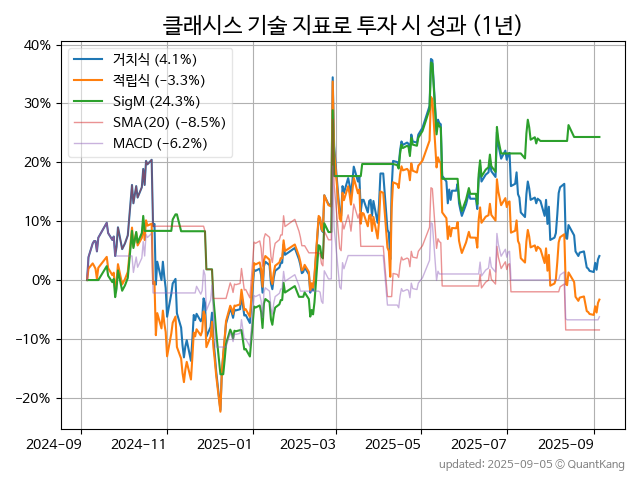 클래시스 기술 지표로 투자 시 성과 (1년)
40%
30%
20%
10%
0%
−10%
−20%
거치식 (4.1%)
적립식 (−3.3%)
SigM (24.3%)
SMA(20) (−8.5%)
MACD (−6.2%)
2024-09 2024-11 2025-01 2025-03 2025-05 2025-07 2025-09
updated: 2025-09-05 © QuantKang